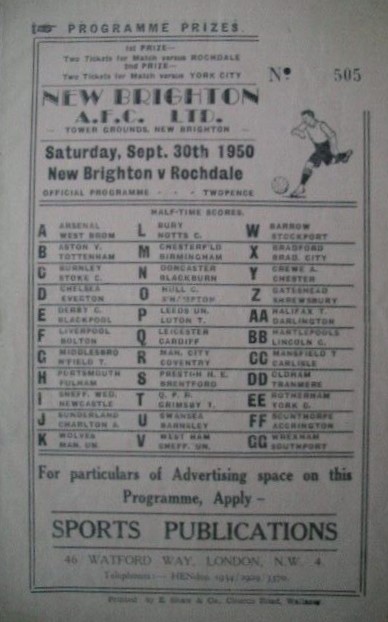 PROGRAMME PRIZES
1st PRIZE—
Two Tickets for Match versus ROCHDALE
2nd PRIZE—
Two Tickets for Match versus YORK CITY
No. 505
NEW BRIGHTON
A.F.C. LTD.
- TOWER GROUNDS, NEW BRIGHTON -
Saturday, Sept. 30th 1950
New Brighton v Rochdale
OFFICIAL PROGRAMME - - - TWOPENCE
HALF-TIME SCORES.
A ARSENAL WEST BROM L BURY NOTTS C. W BARROW STOCKPORT
B ASTON V. TOTTENHAM M CHESTERF'LD BIRMINGHAM X BRADFORD BRAD. CITY
C BURNLEY STOKE C. N DONCASTER BLACKBURN Y CREWE A. CHESTER
D CHELSEA EVERTON O HULL C. Z GATESHEAD SHREWSBURY
E DERBY C. BLACKPOOL P LEEDS UN. LUTON T. AA HALIFAX T. DARLINGTON
F LIVERPOOL BOLTON Q LEICESTER CARDIFF BB HARTLEPOOLS LINCOLN C.
G MIDDLESBRO H'FIELD T. R MAN. CITY COVENTRY CC MANSFIELD T CARLISLE
H PORTSMOUTH FULHAM S PRESTON N. E. BRENTFORD DD OLDHAM TRANMERE
I SHEFF. WED. NEWCASTLE T Q. P. R. GRIMSBY T. EE ROTHERHAM YORK C.
J SUNDERLAND CHARLTON A. U SWANSEA BARNSLEY FF SCUNTHORPE ACCRINGTON
K WOLVES MAN. UN. V WEST HAM SHEFF. UN. GG WREXHAM SOUTHPORT
For particulars of Advertising space on this
Programme, Apply -
SPORTS PUBLICATIONS
46 WATFORD WAY, LONDON, N.W. 4.
Telephones:— HENdon
Printed by E. & Co., Road,